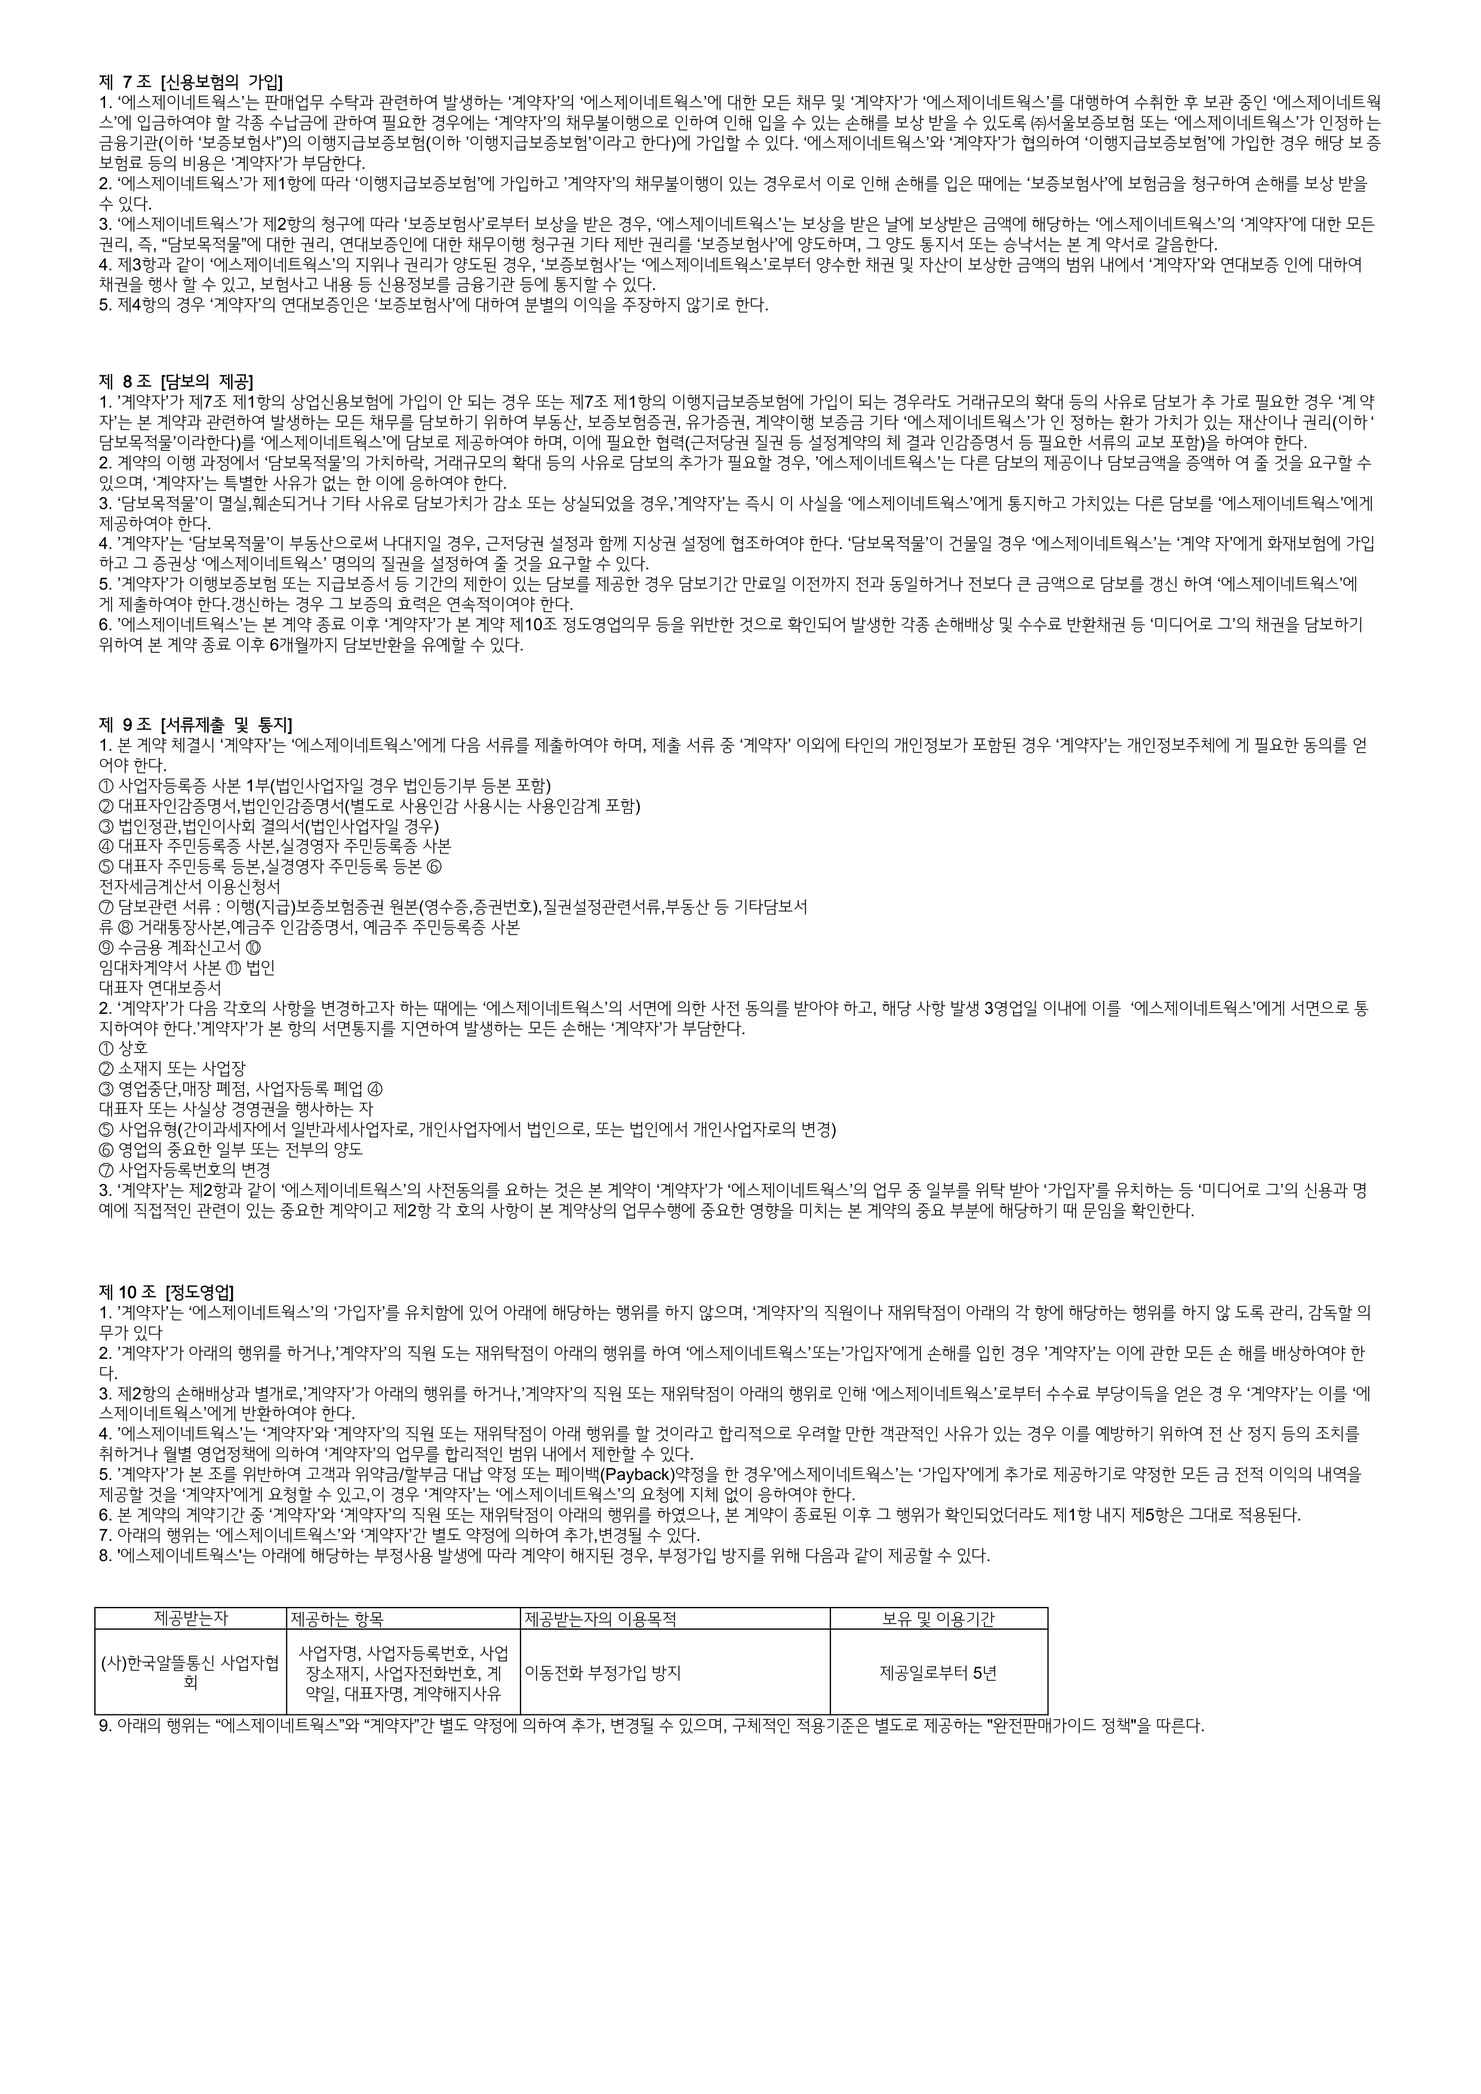 제 7 조 [신용보험의 가입]
1. ‘에스제이네트웍스’는 판매업무 수탁과 관련하여 발생하는 ‘계약자’의 ‘에스제이네트웍스’에 대한 모든 채무 및 ‘계약자’가 ‘에스제이네트웍스’를 대행하여 수취한 후 보관 중인 ‘에스제이네트웍
스’에 입금하여야 할 각종 수납금에 관하여 필요한 경우에는 ‘계약자’의 채무불이행으로 인하여 인해 입을 수 있는 손해를 보상 받을 수 있도록 ㈜서울보증보험 또는 ‘에스제이네트웍스’가 인정하 는
금융기관(이하 ‘보증보험사”)의 이행지급보증보험(이하 ’이행지급보증보험’이라고 한다)에 가입할 수 있다. ‘에스제이네트웍스’와 ‘계약자’가 협의하여 ‘이행지급보증보험’에 가입한 경우 해당 보 증
보험료 등의 비용은 ‘계약자’가 부담한다.
2. ‘에스제이네트웍스’가 제1항에 따라 ‘이행지급보증보험’에 가입하고 ’계약자’의 채무불이행이 있는 경우로서 이로 인해 손해를 입은 때에는 ‘보증보험사’에 보험금을 청구하여 손해를 보상 받을
수 있다.
3. ‘에스제이네트웍스’가 제2항의 청구에 따라 ‘보증보험사’로부터 보상을 받은 경우, ‘에스제이네트웍스’는 보상을 받은 날에 보상받은 금액에 해당하는 ‘에스제이네트웍스’의 ‘계약자’에 대한 모든
권리, 즉, “담보목적물”에 대한 권리, 연대보증인에 대한 채무이행 청구권 기타 제반 권리를 ‘보증보험사’에 양도하며, 그 양도 통지서 또는 승낙서는 본 계 약서로 갈음한다.
4. 제3항과 같이 ‘에스제이네트웍스’의 지위나 권리가 양도된 경우, ‘보증보험사’는 ‘에스제이네트웍스’로부터 양수한 채권 및 자산이 보상한 금액의 범위 내에서 ‘계약자’와 연대보증 인에 대하여
채권을 행사 할 수 있고, 보험사고 내용 등 신용정보를 금융기관 등에 통지할 수 있다.
5. 제4항의 경우 ‘계약자’의 연대보증인은 ‘보증보험사’에 대하여 분별의 이익을 주장하지 않기로 한다.
제 8 조 [담보의 제공]
1. ’계약자’가 제7조 제1항의 상업신용보험에 가입이 안 되는 경우 또는 제7조 제1항의 이행지급보증보험에 가입이 되는 경우라도 거래규모의 확대 등의 사유로 담보가 추 가로 필요한 경우 ‘계 약
자’는 본 계약과 관련하여 발생하는 모든 채무를 담보하기 위하여 부동산, 보증보험증권, 유가증권, 계약이행 보증금 기타 ‘에스제이네트웍스’가 인 정하는 환가 가치가 있는 재산이나 권리(이하 ‘
담보목적물’이라한다)를 ‘에스제이네트웍스’에 담보로 제공하여야 하며, 이에 필요한 협력(근저당권 질권 등 설정계약의 체 결과 인감증명서 등 필요한 서류의 교보 포함)을 하여야 한다.
2. 계약의 이행 과정에서 ‘담보목적물’의 가치하락, 거래규모의 확대 등의 사유로 담보의 추가가 필요할 경우, ’에스제이네트웍스’는 다른 담보의 제공이나 담보금액을 증액하 여 줄 것을 요구할 수
있으며, ‘계약자’는 특별한 사유가 없는 한 이에 응하여야 한다.
3. ‘담보목적물’이 멸실,훼손되거나 기타 사유로 담보가치가 감소 또는 상실되었을 경우,’계약자’는 즉시 이 사실을 ‘에스제이네트웍스’에게 통지하고 가치있는 다른 담보를 ‘에스제이네트웍스’에게
제공하여야 한다.
4. ’계약자’는 ‘담보목적물’이 부동산으로써 나대지일 경우, 근저당권 설정과 함께 지상권 설정에 협조하여야 한다. ‘담보목적물’이 건물일 경우 ‘에스제이네트웍스’는 ‘계약 자’에게 화재보험에 가입
하고 그 증권상 ‘에스제이네트웍스’ 명의의 질권을 설정하여 줄 것을 요구할 수 있다.
5. ’계약자’가 이행보증보험 또는 지급보증서 등 기간의 제한이 있는 담보를 제공한 경우 담보기간 만료일 이전까지 전과 동일하거나 전보다 큰 금액으로 담보를 갱신 하여 ‘에스제이네트웍스’에
게 제출하여야 한다.갱신하는 경우 그 보증의 효력은 연속적이여야 한다.
6. ’에스제이네트웍스’는 본 계약 종료 이후 ‘계약자’가 본 계약 제10조 정도영업의무 등을 위반한 것으로 확인되어 발생한 각종 손해배상 및 수수료 반환채권 등 ‘미디어로 그’의 채권을 담보하기
위하여 본 계약 종료 이후 6개월까지 담보반환을 유예할 수 있다.
제 9 조 [서류제출 및 통지]
1. 본 계약 체결시 ‘계약자’는 ‘에스제이네트웍스’에게 다음 서류를 제출하여야 하며, 제출 서류 중 ‘계약자’ 이외에 타인의 개인정보가 포함된 경우 ‘계약자’는 개인정보주체에 게 필요한 동의를 얻
어야 한다.
① 사업자등록증 사본 1부(법인사업자일 경우 법인등기부 등본 포함)
② 대표자인감증명서,법인인감증명서(별도로 사용인감 사용시는 사용인감계 포함)
③ 법인정관,법인이사회 결의서(법인사업자일 경우)
④ 대표자 주민등록증 사본,실경영자 주민등록증 사본
⑤ 대표자 주민등록 등본,실경영자 주민등록 등본 ⑥
전자세금계산서 이용신청서
⑦ 담보관련 서류 : 이행(지급)보증보험증권 원본(영수증,증권번호),질권설정관련서류,부동산 등 기타담보서
류 ⑧ 거래통장사본,예금주 인감증명서, 예금주 주민등록증 사본
⑨ 수금용 계좌신고서 ⑩
임대차계약서 사본 ⑪ 법인
대표자 연대보증서
2. ‘계약자’가 다음 각호의 사항을 변경하고자 하는 때에는 ‘에스제이네트웍스’의 서면에 의한 사전 동의를 받아야 하고, 해당 사항 발생 3영업일 이내에 이를 ‘에스제이네트웍스’에게 서면으로 통
지하여야 한다.’계약자’가 본 항의 서면통지를 지연하여 발생하는 모든 손해는 ‘계약자’가 부담한다.
① 상호
② 소재지 또는 사업장
③ 영업중단,매장 폐점, 사업자등록 폐업 ④
대표자 또는 사실상 경영권을 행사하는 자
⑤ 사업유형(간이과세자에서 일반과세사업자로, 개인사업자에서 법인으로, 또는 법인에서 개인사업자로의 변경)
⑥ 영업의 중요한 일부 또는 전부의 양도
⑦ 사업자등록번호의 변경
3. ‘계약자’는 제2항과 같이 ‘에스제이네트웍스’의 사전동의를 요하는 것은 본 계약이 ‘계약자’가 ‘에스제이네트웍스’의 업무 중 일부를 위탁 받아 ‘가입자’를 유치하는 등 ‘미디어로 그’의 신용과 명
예에 직접적인 관련이 있는 중요한 계약이고 제2항 각 호의 사항이 본 계약상의 업무수행에 중요한 영향을 미치는 본 계약의 중요 부분에 해당하기 때 문임을 확인한다.
제 10 조 [정도영업]
1. ’계약자’는 ‘에스제이네트웍스’의 ‘가입자’를 유치함에 있어 아래에 해당하는 행위를 하지 않으며, ‘계약자’의 직원이나 재위탁점이 아래의 각 항에 해당하는 행위를 하지 않 도록 관리, 감독할 의
무가 있다
2. ’계약자’가 아래의 행위를 하거나,’계약자’의 직원 도는 재위탁점이 아래의 행위를 하여 ‘에스제이네트웍스’또는’가입자’에게 손해를 입힌 경우 ’계약자’는 이에 관한 모든 손 해를 배상하여야 한
다.
3. 제2항의 손해배상과 별개로,’계약자’가 아래의 행위를 하거나,’계약자’의 직원 또는 재위탁점이 아래의 행위로 인해 ‘에스제이네트웍스’로부터 수수료 부당이득을 얻은 경 우 ‘계약자’는 이를 ‘에
스제이네트웍스’에게 반환하여야 한다.
4. ’에스제이네트웍스’는 ‘계약자’와 ‘계약자’의 직원 또는 재위탁점이 아래 행위를 할 것이라고 합리적으로 우려할 만한 객관적인 사유가 있는 경우 이를 예방하기 위하여 전 산 정지 등의 조치를
취하거나 월별 영업정책에 의하여 ‘계약자’의 업무를 합리적인 범위 내에서 제한할 수 있다.
5. ’계약자’가 본 조를 위반하여 고객과 위약금/할부금 대납 약정 또는 페이백(Payback)약정을 한 경우’에스제이네트웍스’는 ‘가입자’에게 추가로 제공하기로 약정한 모든 금 전적 이익의 내역을
제공할 것을 ‘계약자’에게 요청할 수 있고,이 경우 ‘계약자’는 ‘에스제이네트웍스’의 요청에 지체 없이 응하여야 한다.
6. 본 계약의 계약기간 중 ‘계약자’와 ‘계약자’의 직원 또는 재위탁점이 아래의 행위를 하였으나, 본 계약이 종료된 이후 그 행위가 확인되었더라도 제1항 내지 제5항은 그대로 적용된다.
7. 아래의 행위는 ‘에스제이네트웍스’와 ‘계약자’간 별도 약정에 의하여 추가,변경될 수 있다.
8. '에스제이네트웍스'는 아래에 해당하는 부정사용 발생에 따라 계약이 해지된 경우, 부정가입 방지를 위해 다음과 같이 제공할 수 있다.
제공받는자 제공하는 항목 제공받는자의 이용목적 보유 및 이용기간
(사)한국알뜰통신 사업자협
회
사업자명, 사업자등록번호, 사업
장소재지, 사업자전화번호, 계
약일, 대표자명, 계약해지사유
이동전화 부정가입 방지
제공일로부터 5년
9. 아래의 행위는 “에스제이네트웍스”와 “계약자”간 별도 약정에 의하여 추가, 변경될 수 있으며, 구체적인 적용기준은 별도로 제공하는 "완전판매가이드 정책"을 따른다.